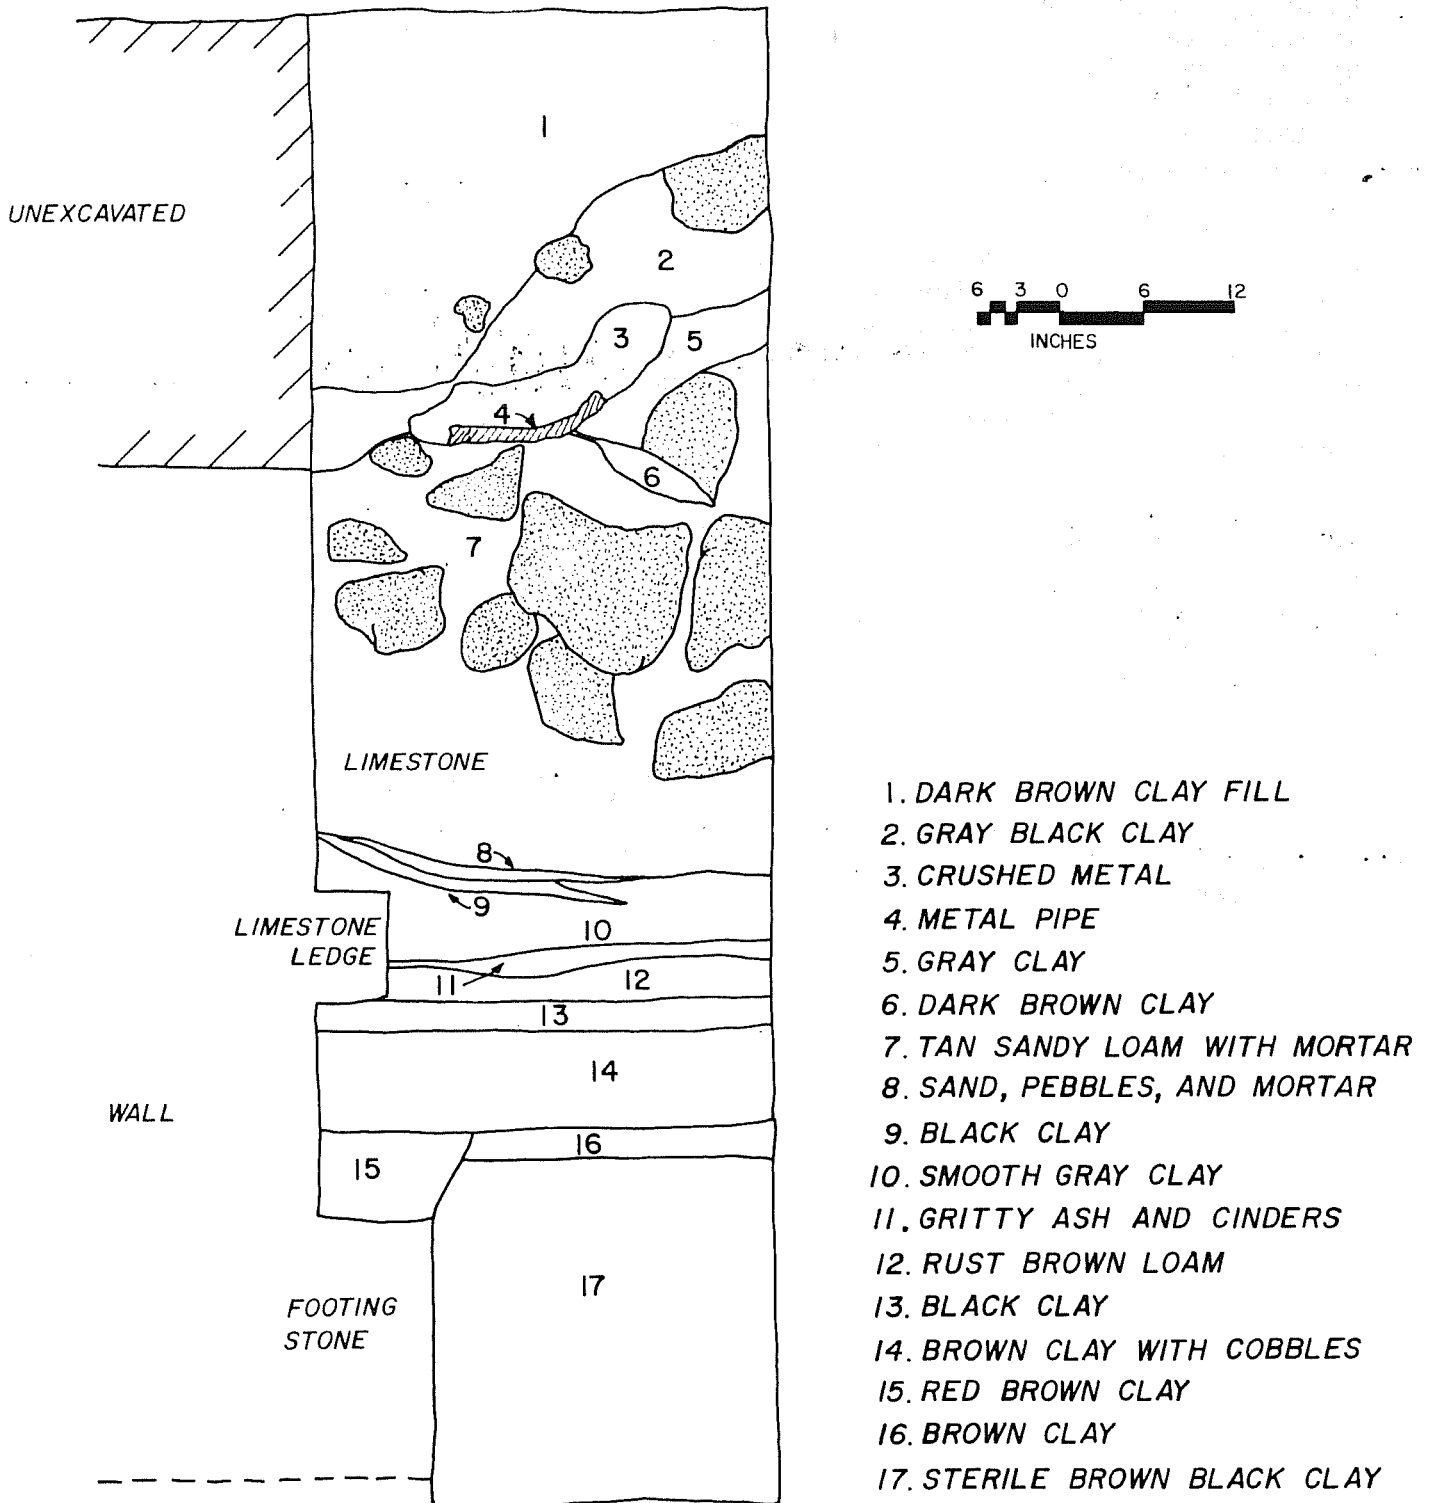 1
UNEXCAVATED
2
6 3 0 6 12
INCHES
3
5
4
6
7
LIMESTONE
8
9
LIMESTONE
LEDGE
10
11
12
13
14
WALL
16
15
17
FOOTING
STONE
1. DARK BROWN CLAY FILL
2. GRAY BLACK CLAY
3. CRUSHED METAL
4. METAL PIPE
5. GRAY CLAY
6. DARK BROWN CLAY
7. TAN SANDY LOAM WITH MORTAR
8. SAND, PEBBLES, AND MORTAR
9. BLACK CLAY
10. SMOOTH GRAY CLAY
11. GRITTY ASH AND CINDERS
12. RUST BROWN LOAM
13. BLACK CLAY
14. BROWN CLAY WITH COBBLES
15. RED BROWN CLAY
16. BROWN CLAY
17. STERILE BROWN BLACK CLAY